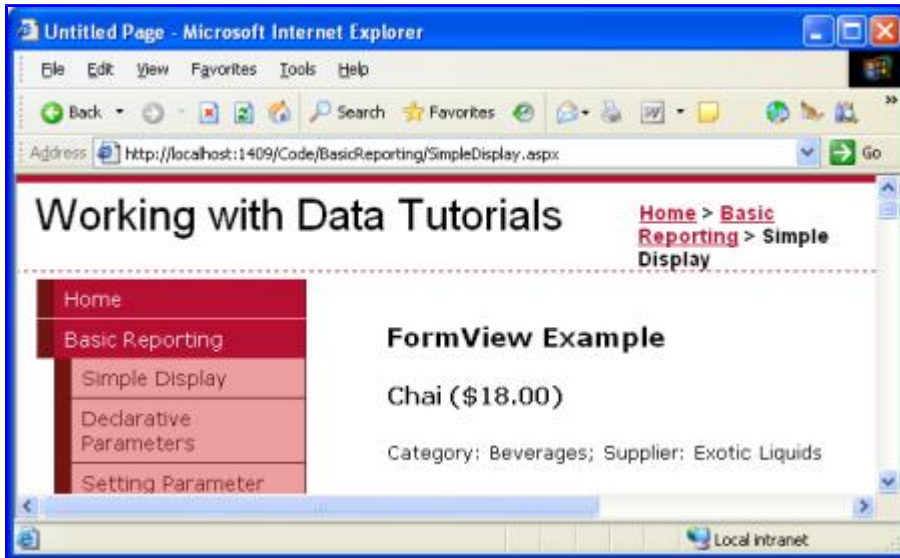 Untitled Page - Microsoft Internet Explorer
File Edit View Favorites Tools Help
Back Search Favorites »
Address http://localhost:1409/Code/BasicReporting/SimpleDisplay.aspx Go
Working with Data Tutorials
Home > Basic
Reporting > Simple
Display
Home
Basic Reporting
Simple Display
Declarative
Parameters
Setting Parameter
FormView Example
Chai ($18.00)
Category: Beverages; Supplier: Exotic Liquids
Local intranet